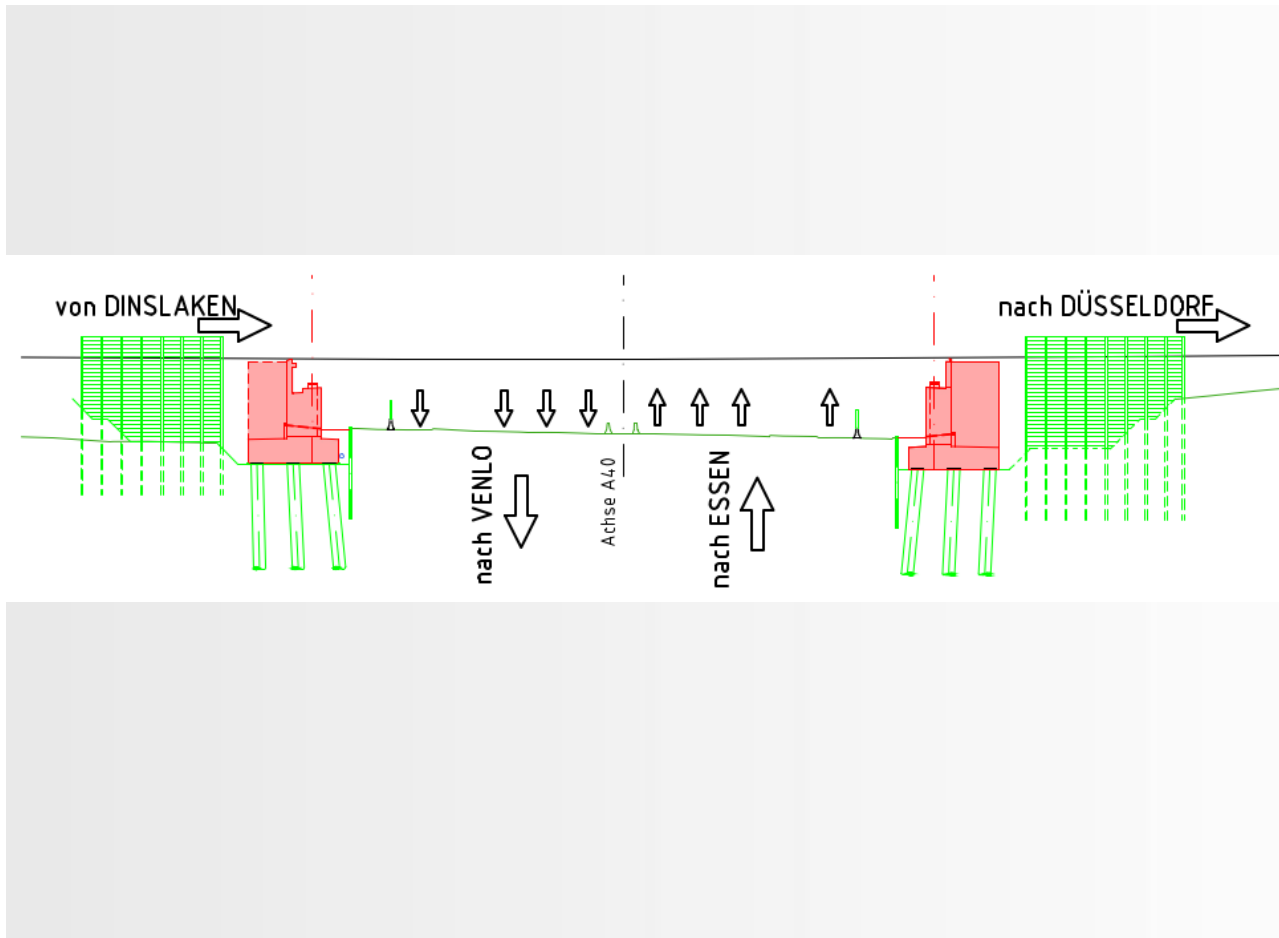 von DINSLAKEN
nach DÜSSELDORF
nach VENLO
Achse A40
nach ESSEN